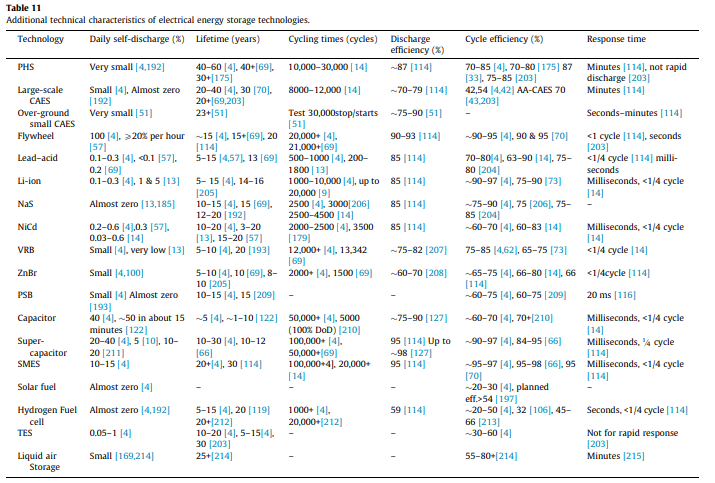 Table 11
Additional technical characteristics of electrical energy storage technologies.
Technology Daily self-discharge (%) Lifetime (years) Cycling times (cycles) Discharge Cycle efficiency (%) Response time
efficiency (%)
PHS Very small [4,192] 40–60 [4], 40+[69], 10,000–30,000 [14] ~87 [114] 70–85 [4], 70–80 [175] 87 Minutes [114], not rapid
30+[175] [33], 75–85 [203] discharge [203]
Large-scale Small [4], Almost zero 20–40 [4], 30 [70], 8000–12,000 [14] ~70–79 [114] 42,54 [4,42] AA-CAES 70 Minutes [114]
CAES [192] 20+[69,203] [43,203]
Over-ground Very small [51] 23+[51] Test 30,000stop/starts ~75–90 [51] – Seconds–minutes [114]
small CAES [51]
Flywheel 100 [4], ⩾20% per hour ~15 [4], 15+[69], 20 20,000+ [4], 90–93 [114] ~90–95 [4], 90 & 95 [70] <1 cycle [114], seconds
[57] [114] 21,000+[69] [203]
Lead–acid 0.1–0.3 [4], <0.1 [57], 5–15 [4,57], 13 [69] 500–1000 [4], 200– 85 [114] 70–80[4], 63–90 [14], 75– <1/4 cycle [114] milli-
0.2 [69] 1800 [13] 80 [204] seconds
Li-ion 0.1–0.3 [4], 1 & 5 [13] 5– 15 [4], 14–16 1000–10,000 [4], up to 85 [114] ~90–97 [4], 75–90 [73] Milliseconds, <1/4 cycle
[205] 20,000 [9] [14]
NaS Almost zero [13,185] 10–15 [4], 15 [69], 2500 [4], 3000[206] 85 [114] ~75–90 [4], 75 [206], 75– –
12–20 [192] 2500–4500 [14] 85 [204]
NiCd 0.2–0.6 [4],0.3 [57], 10–20 [4], 3–20 2000–2500 [4], 3500 85 [114] ~60–70 [4], 60–83 [14] Milliseconds, <1/4 cycle
0.03–0.6 [14] [13], 15–20 [57] [179] [14]
VRB Small [4], very low [13] 5–10 [4], 20 [193] 12,000+ [4], 13,342 ~75–82 [207] 75–85 [4,62], 65–75 [73] <1/4 cycle [14]
[69]
ZnBr Small [4,100] 5–10 [4], 10 [69], 8– 2000+ [4], 1500 [69] ~60–70 [208] ~65–75 [4], 66–80 [14], 66 <1/4cycle [114]
10 [205] [114]
PSB Small [4] Almost zero 10–15 [4], 15 [209] – – ~60–75 [4], 60–75 [209] 20 ms [116]
[193]
Capacitor 40 [4], ~50 in about 15 ~5 [4], ~1–10 [122] 50,000+ [4], 5000 ~75–90 [127] ~60–70 [4], 70+[210] Milliseconds, <1/4 cycle
minutes [122] (100% DoD) [210] [14]
Super- 20–40 [4], 5 [10], 10– 10–30 [4], 10–12 100,000+ [4], 95 [114] Up to ~90–97 [4], 84–95 [66] Milliseconds, ¼ cycle
capacitor 20 [211] [66] 50,000+[69] ~98 [127] [114]
SMES 10–15 [4] 20+[4], 30 [114] 100,000+4], 20,000+ 95 [114] ~95–97 [4], 95–98 [66], 95 Milliseconds, <1/4 cycle
[14] [70] [114]
Solar fuel Almost zero [4] – – – ~20–30 [4], planned –
eff.>54 [197]
Hydrogen Fuel Almost zero [4,192] 5–15 [4], 20 [119] 1000+ [4], 59 [114] ~20–50 [4], 32 [106], 45– Seconds, <1/4 cycle [114]
cell 20+[212] 20,000+[212] 66 [213]
TES 0.05–1 [4] 10–20 [4], 5–15[4], – – ~30–60 [4] Not for rapid response
30 [203] [203]
Liquid air Small [169,214] 25+[214] – – 55–80+[214] Minutes [215]
Storage